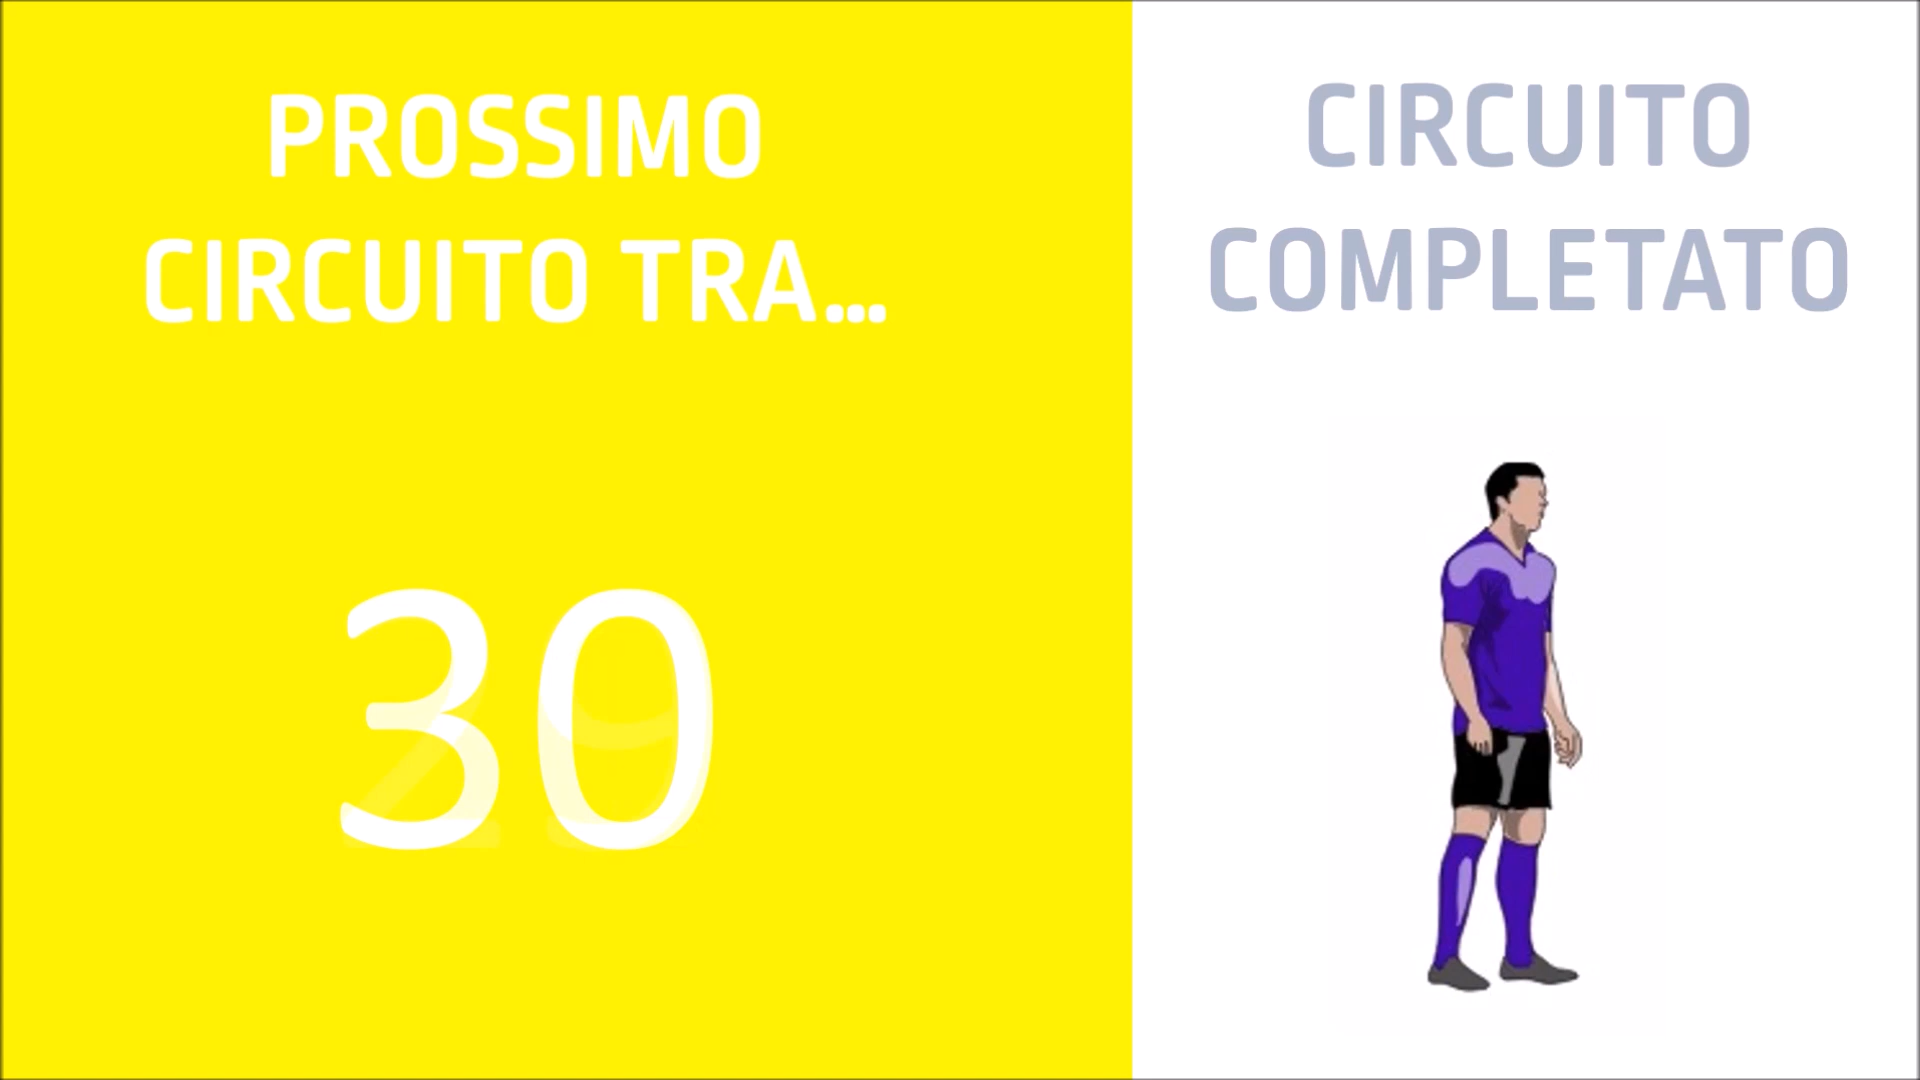 PROSSIMO
CIRCUITO TRA...
30
CIRCUITO
COMPLETATO